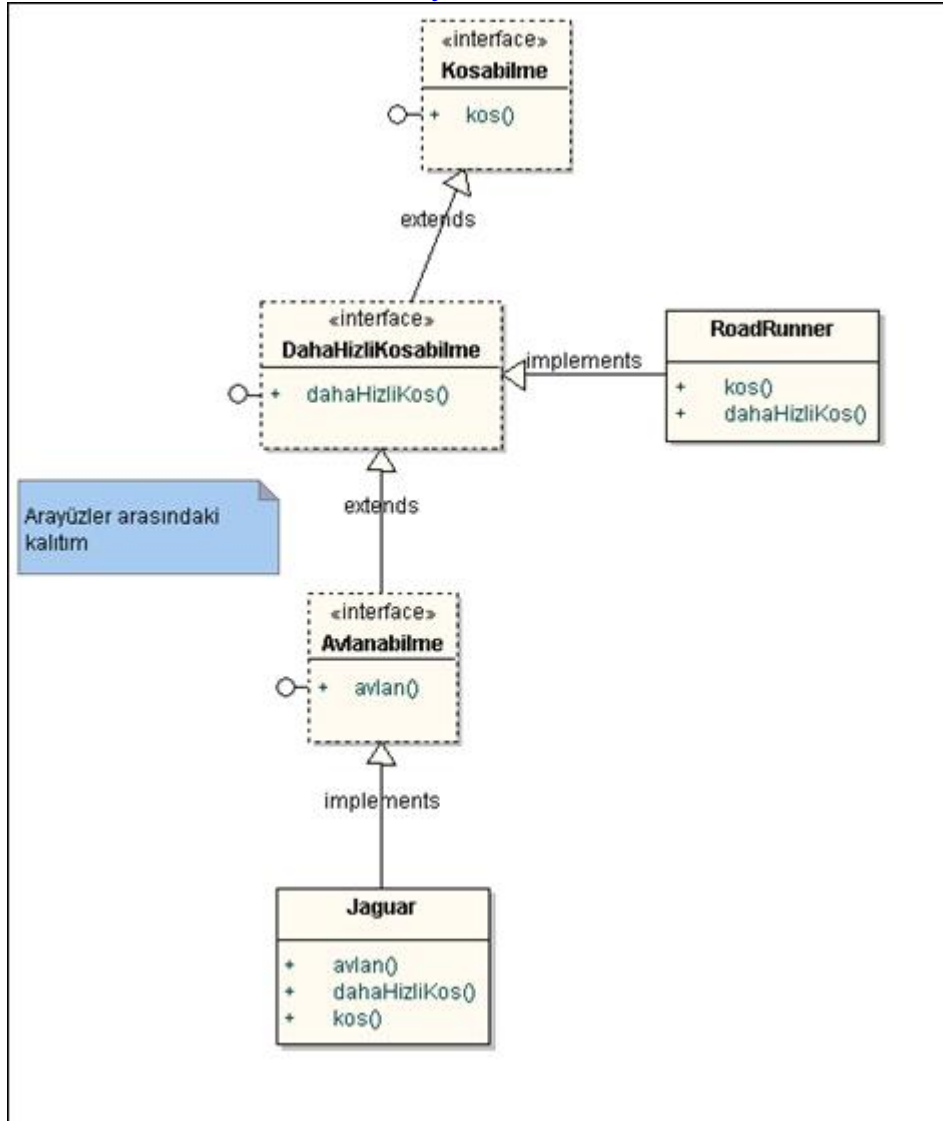 «interface»
Kosabilme
+ kos()
extends
«interface»
DahaHizliKosabilme
+ dahaHizliKos()
implements
RoadRunner
+ kos()
+ dahaHizliKos()
extends
Arayüzler arasındaki
kalıtım
«interface»
Avlanabilme
+ avlan()
implements
Jaguar
+ avlan()
+ dahaHizliKos()
+ kos()